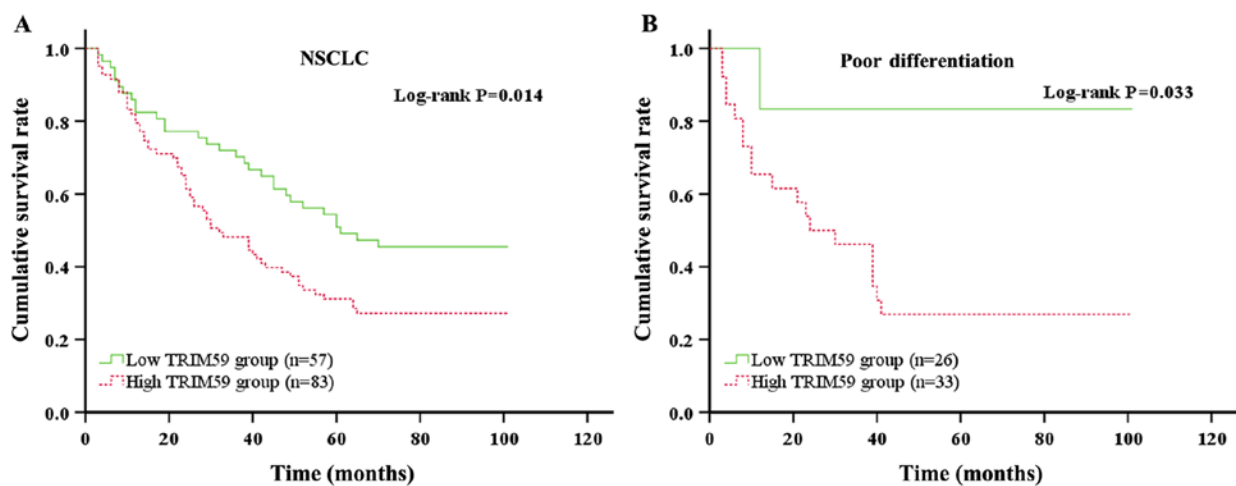 A
NSCLC
Log-rank P=0.014
Cumulative survival rate
1.0
0.8
0.6
0.4
0.2
0.0
Low TRIM59 group (n=57)
High TRIM59 group (n=83)
0 20 40 60 80 100 120
Time (months)
B
Poor differentiation
Log-rank P=0.033
Cumulative survival rate
1.0
0.8
0.6
0.4
0.2
0.0
Low TRIM59 group (n=26)
High TRIM59 group (n=33)
0 20 40 60 80 100 120
Time (months)